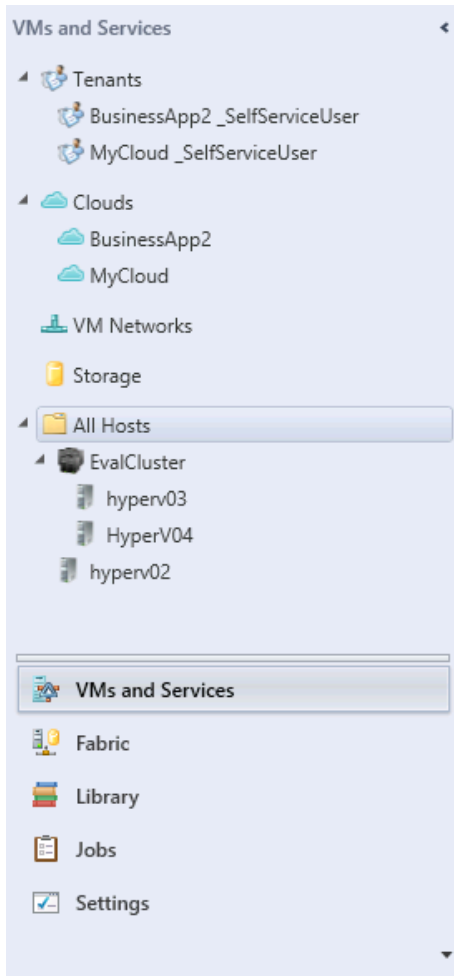 VMs and Services
Tenants
BusinessApp2 _SelfServiceUser
MyCloud _SelfServiceUser
Clouds
BusinessApp2
MyCloud
VM Networks
Storage
All Hosts
EvalCluster
hyperv03
HyperV04
hyperv02
VMs and Services
Fabric
Library
Jobs
Settings